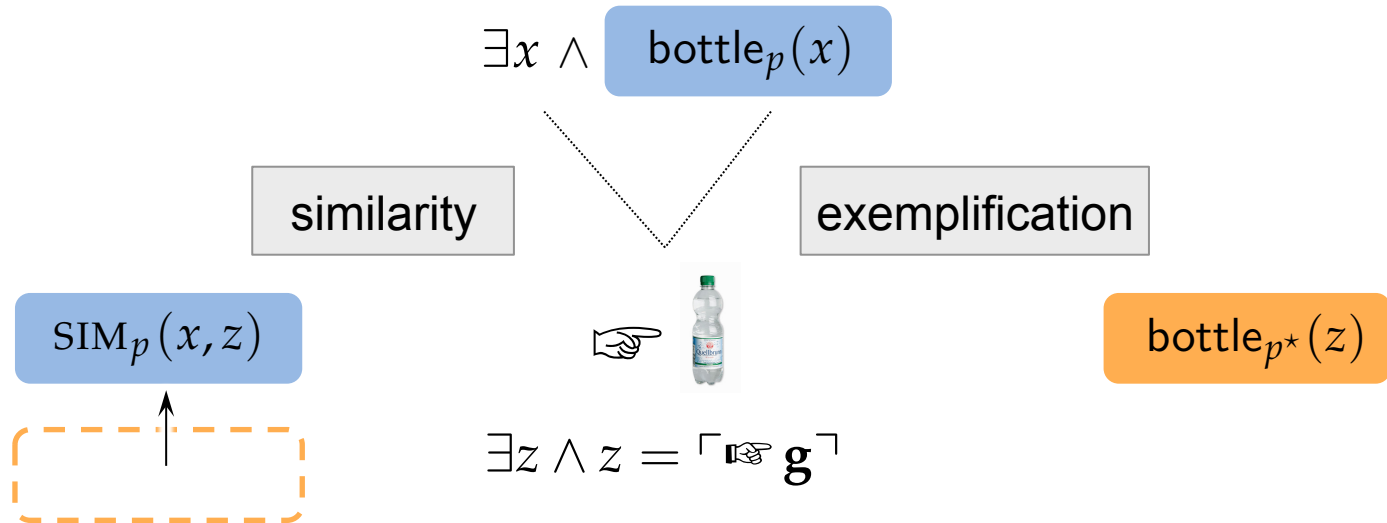 ∃x ∧ bottle_p(x)
similarity
exemplification
SIM_p(x, z)
☞
bottle_{p⋆}(z)
∃z ∧ z = ⌜☞ g⌝